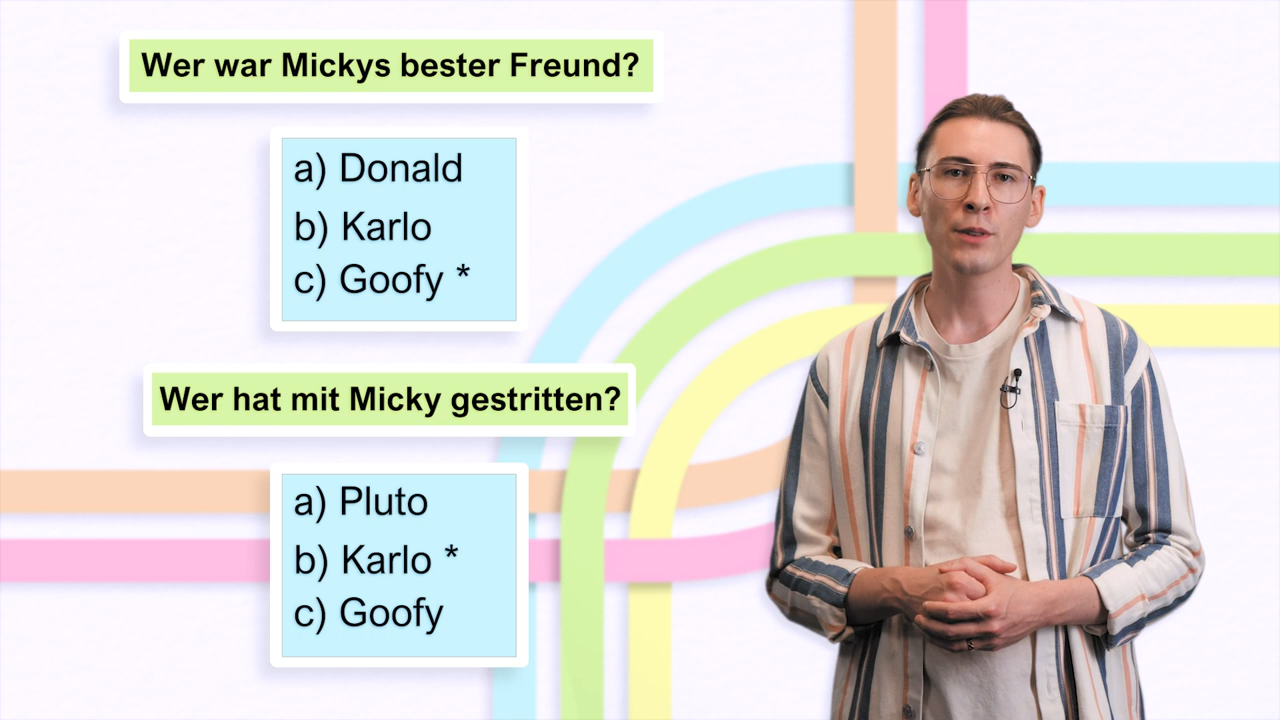 Wer war Mickys bester Freund?
a) Donald
b) Karlo
c) Goofy *
Wer hat mit Micky gestritten?
a) Pluto
b) Karlo *
c) Goofy